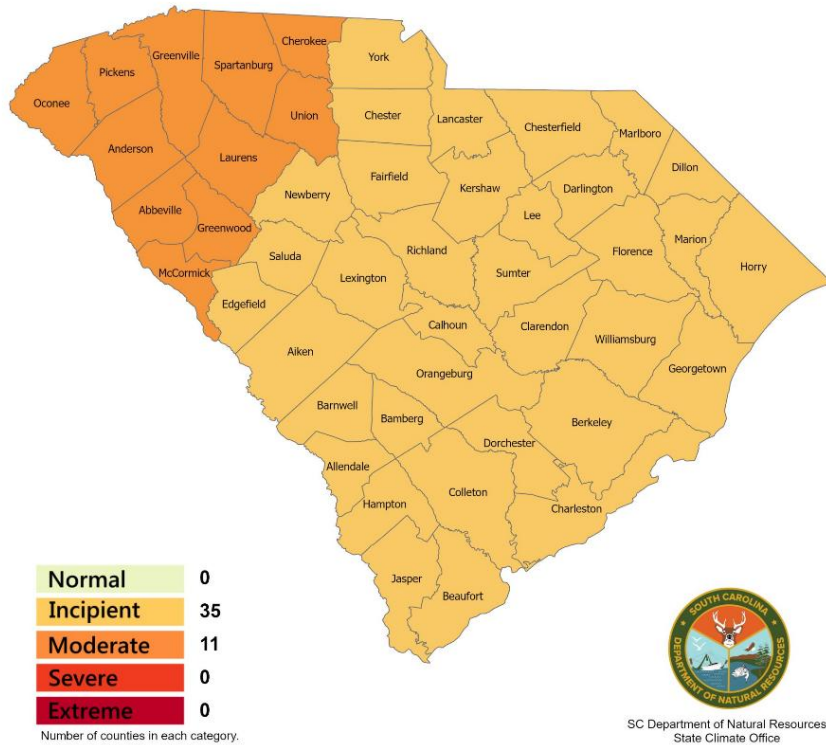 Cherokee
York
Greenville
Spartanburg
Pickens
Oconee
Union
Chester
Lancaster
Chesterfield
Marlboro
Anderson
Laurens
Dillon
Fairfield
Kershaw
Darlington
Newberry
Abbeville
Lee
Greenwood
Marion
Richland
Florence
Saluda
Horry
McCormick
Lexington
Sumter
Edgefield
Calhoun
Clarendon
Williamsburg
Aiken
Orangeburg
Georgetown
Barnwell
Bamberg
Berkeley
Dorchester
Allendale
Colleton
Hampton
Charleston
Jasper
Beaufort
Normal 0
Incipient 35
Moderate 11
Severe 0
Extreme 0
Number of counties in each category.
SOUTH CAROLINA
DEPARTMENT OF NATURAL RESOURCES
SC Department of Natural Resources
State Climate Office